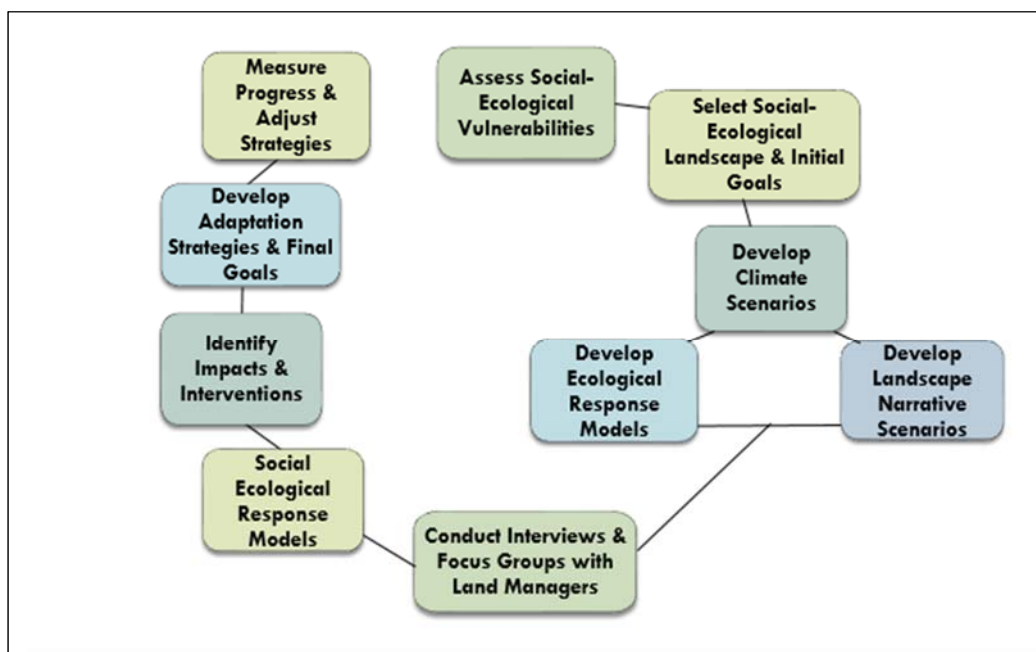 Measure
Progress &
Adjust
Strategies
Assess Social-
Ecological
Vulnerabilities
Select Social-
Ecological
Landscape & Initial
Goals
Develop
Adaptation
Strategies & Final
Goals
Develop
Climate
Scenarios
Identify
Impacts &
Interventions
Develop
Ecological
Response
Models
Develop
Landscape
Narrative
Scenarios
Social
Ecological
Response
Models
Conduct Interviews &
Focus Groups with
Land Managers